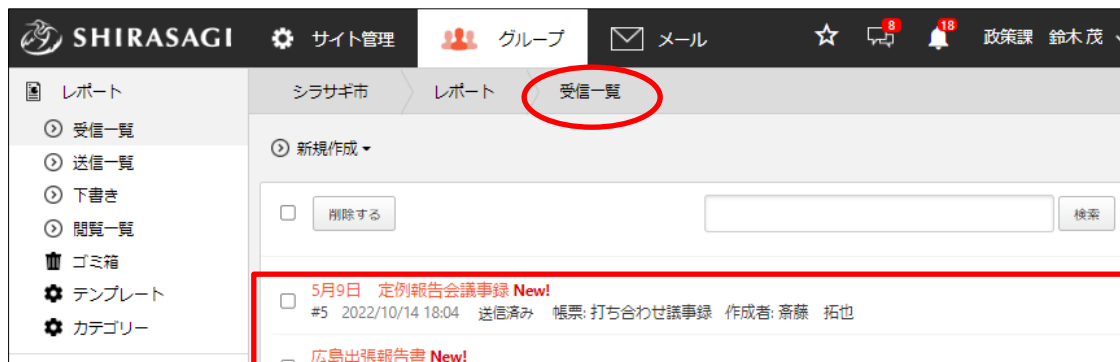 SHIRASAGI サイト管理 グループ メール 8 18 政策課 鈴木 茂
レポート
受信一覧
送信一覧
下書き
閲覧一覧
ゴミ箱
テンプレート
カテゴリー
シラサギ市 レポート 受信一覧
新規作成
削除する 検索
5月9日 定例報告会議事録 New!
#5 2022/10/14 18:04 送信済み 帳票: 打ち合わせ議事録 作成者: 斎藤 拓也
広島出張報告書 New!